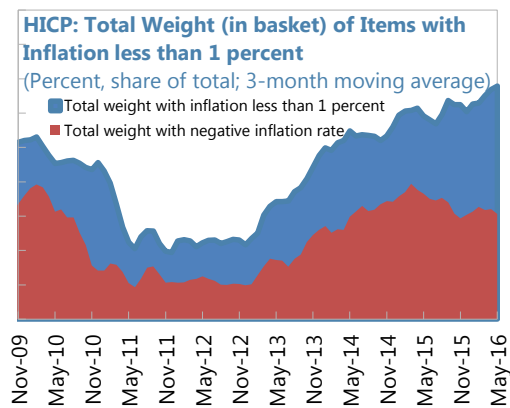 HICP: Total Weight (in basket) of Items with
Inflation less than 1 percent
(Percent, share of total; 3-month moving average)
Total weight with inflation less than 1 percent
Total weight with negative inflation rate
Nov-09
May-10
Nov-10
May-11
Nov-11
May-12
Nov-12
May-13
Nov-13
May-14
Nov-14
May-15
Nov-15
May-16